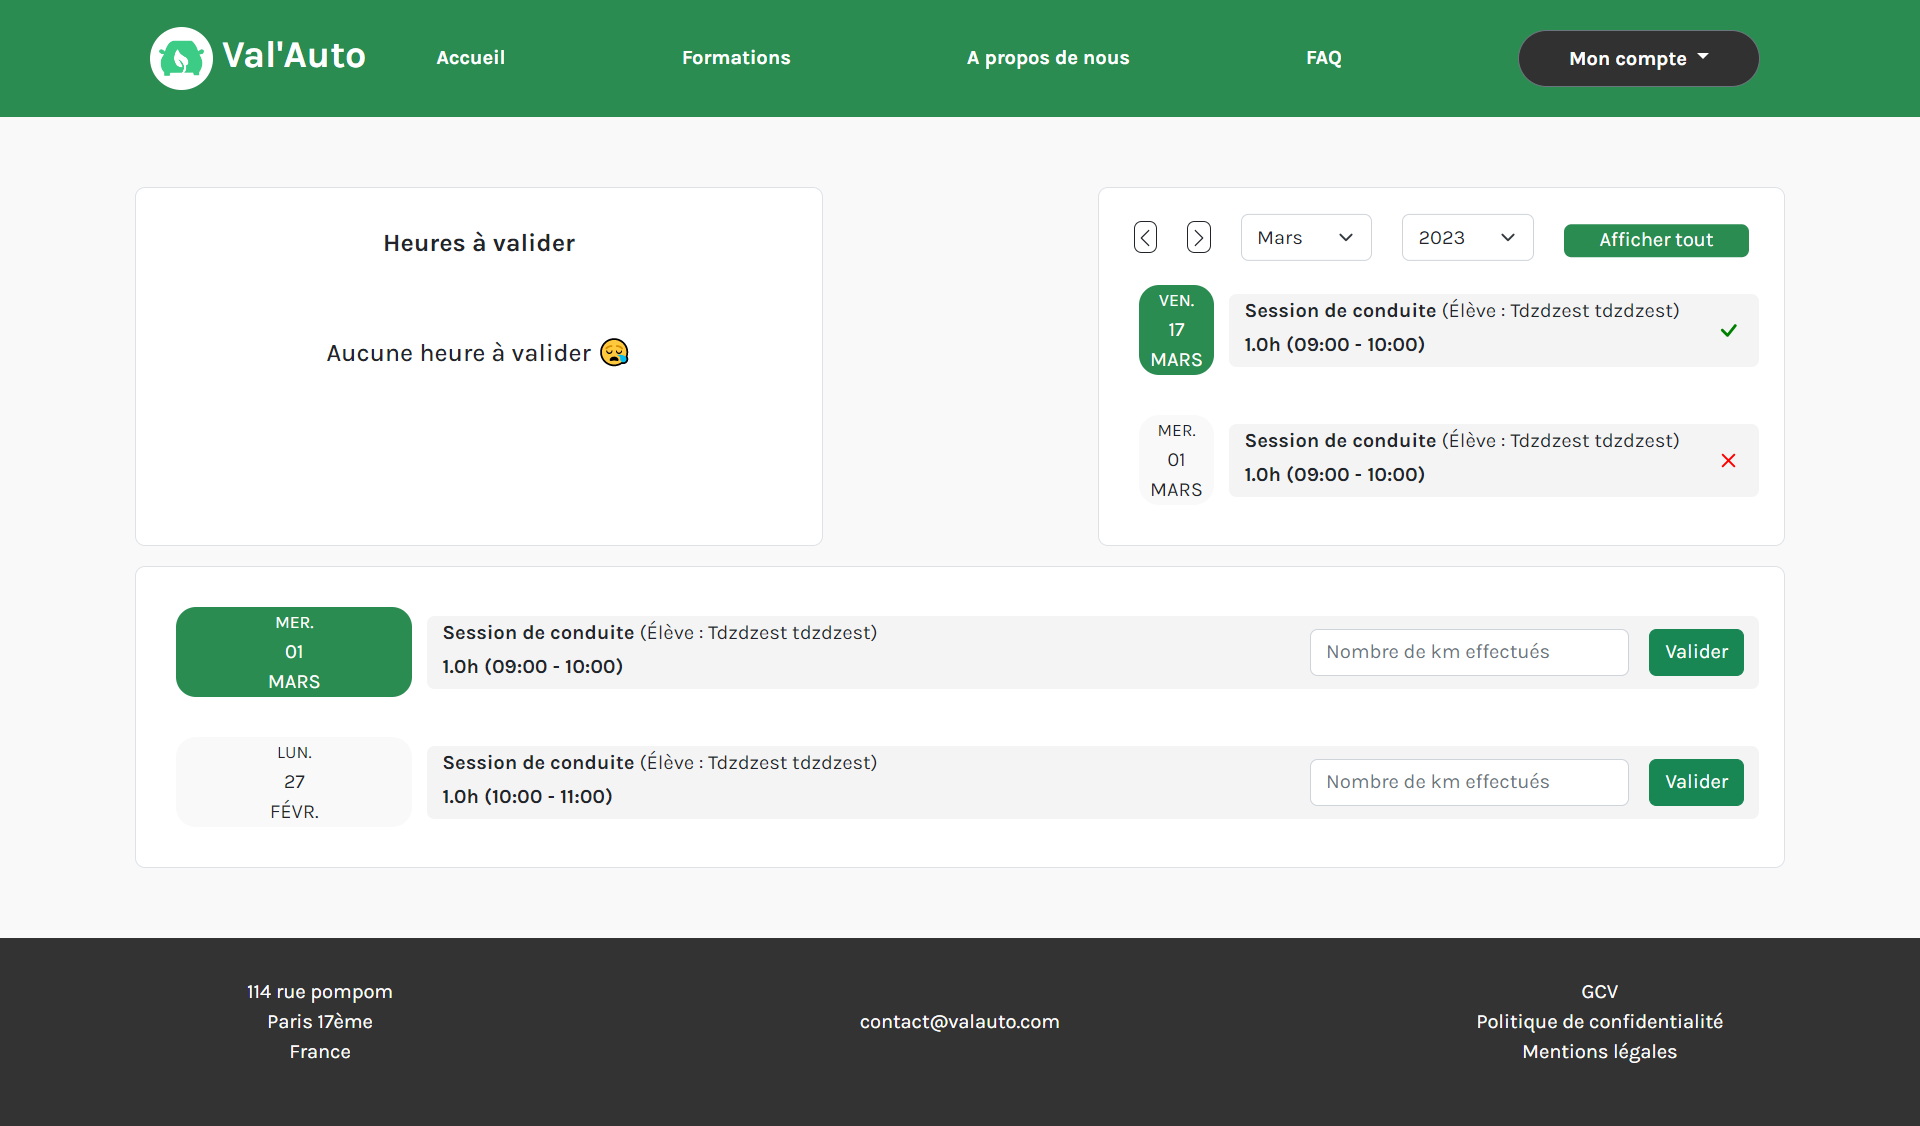 Val'Auto
Accueil
Formations
A propos de nous
FAQ
Mon compte
Heures à valider
Aucune heure à valider 😪
Mars
2023
Afficher tout
VEN.
17
MARS
Session de conduite (Élève : Tdzdzest tdzdzest)
1.0h (09:00 - 10:00)
MER.
01
MARS
Session de conduite (Élève : Tdzdzest tdzdzest)
1.0h (09:00 - 10:00)
MER.
01
MARS
Session de conduite (Élève : Tdzdzest tdzdzest)
1.0h (09:00 - 10:00)
Nombre de km effectués
Valider
LUN.
27
FÉVR.
Session de conduite (Élève : Tdzdzest tdzdzest)
1.0h (10:00 - 11:00)
Nombre de km effectués
Valider
114 rue pompom
Paris 17ème
France
contact@valauto.com
GCV
Politique de confidentialité
Mentions légales